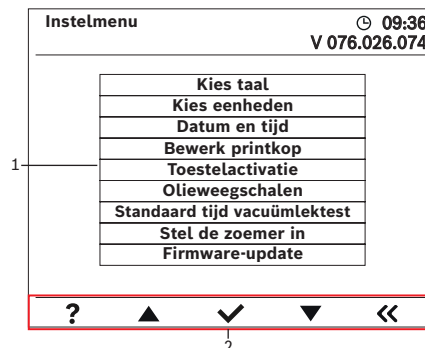 Instelmenu 09:36
V 076.026.074
Kies taal
Kies eenheden
Datum en tijd
Bewerk printkop
1
Toestelactivatie
Olieweegschalen
Standaard tijd vacuümlektest
Stel de zoemer in
Firmware-update
?
2